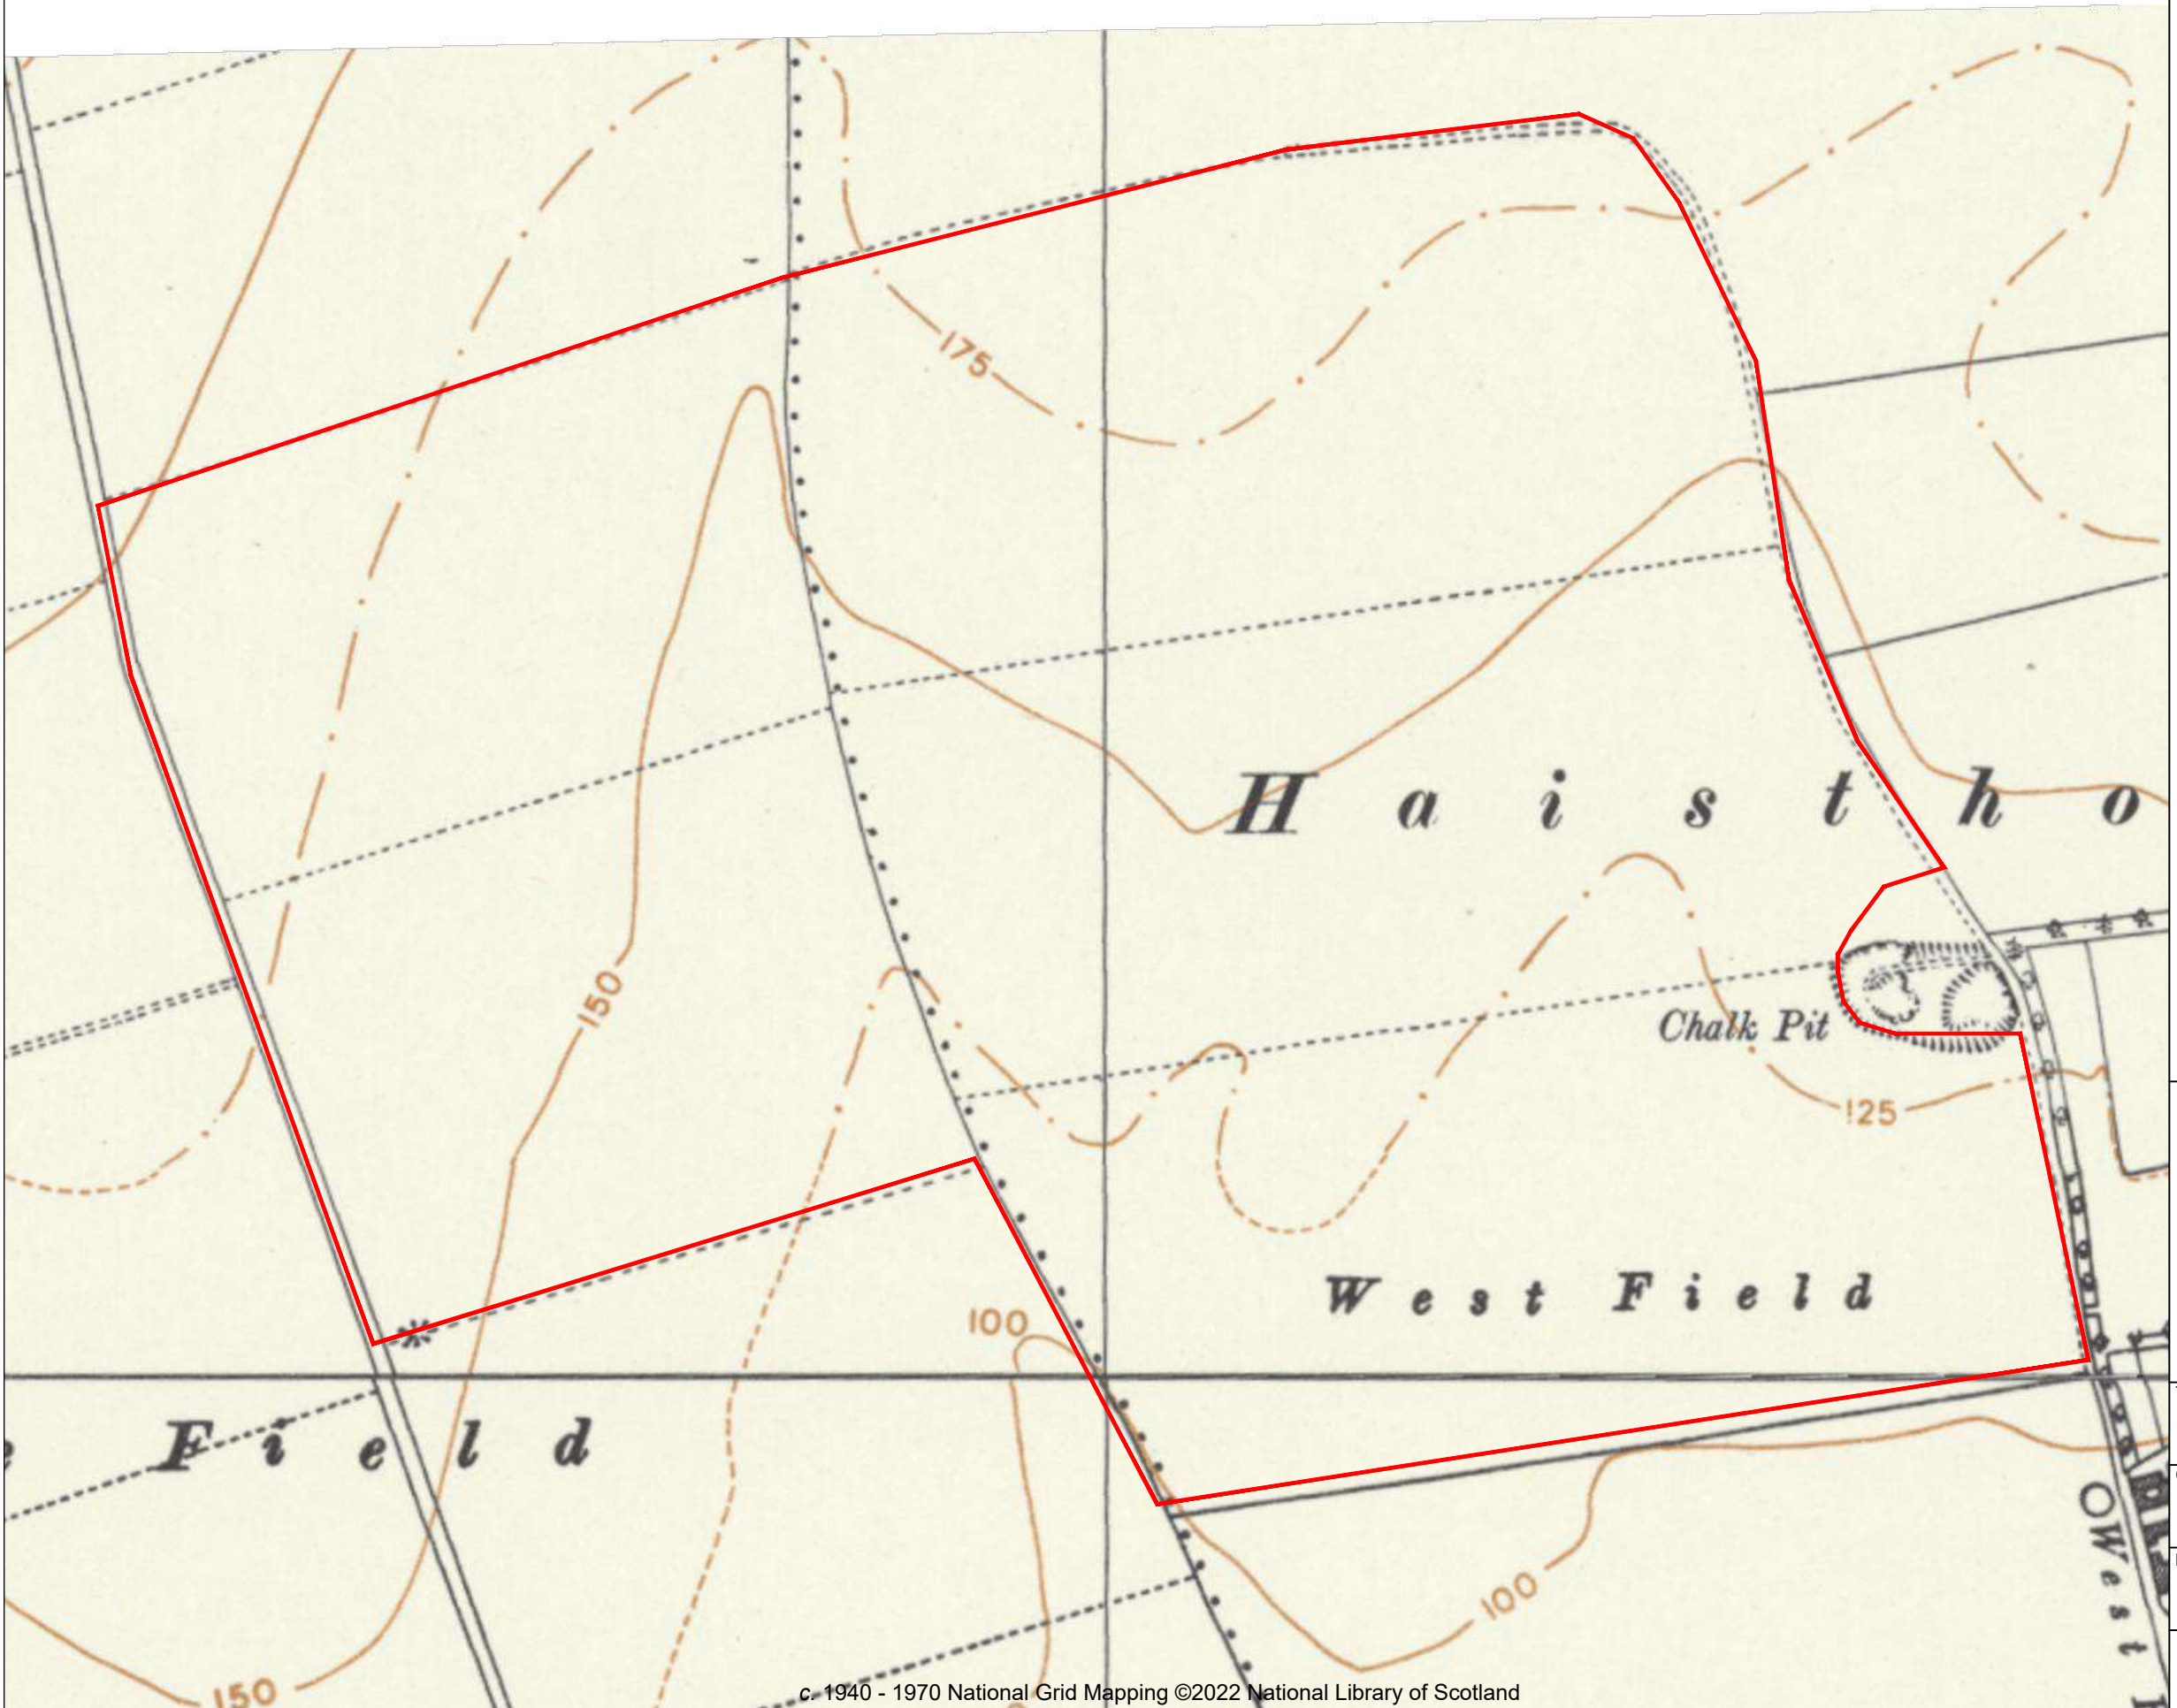 175
H a i s t h o
150
Chalk Pit
125
West Field
100
e Field
West
100
150
c. 1940 - 1970 National Grid Mapping ©2022 National Library of Scotland